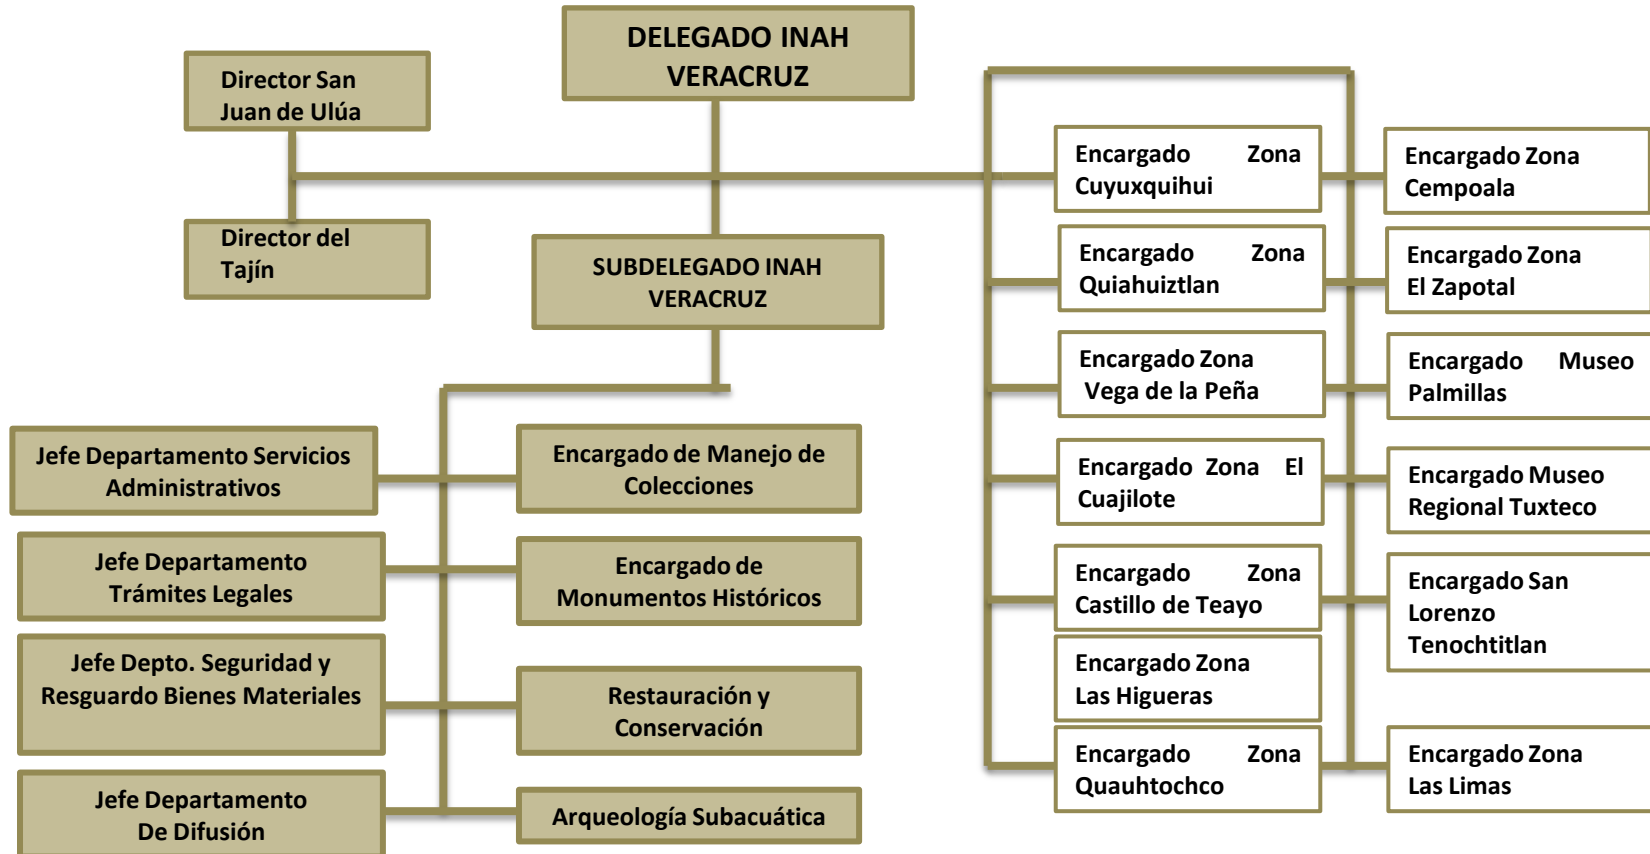 DELEGADO INAH
VERACRUZ
Director San
Juan de Ulúa
Director del
Tajín
SUBDELEGADO INAH
VERACRUZ
Jefe Departamento Servicios
Administrativos
Encargado de Manejo de
Colecciones
Jefe Departamento
Trámites Legales
Encargado de
Monumentos Históricos
Jefe Depto. Seguridad y
Resguardo Bienes Materiales
Restauración y
Conservación
Jefe Departamento
De Difusión
Arqueología Subacuática
Encargado Zona
Cuyuxquihui
Encargado Zona
Cempoala
Encargado Zona
Quiahuiztlan
Encargado Zona
El Zapotal
Encargado Zona
Vega de la Peña
Encargado Museo
Palmillas
Encargado Zona El
Cuajilote
Encargado Museo
Regional Tuxteco
Encargado Zona
Castillo de Teayo
Encargado San
Lorenzo
Tenochtitlan
Encargado Zona
Las Higueras
Encargado Zona
Quauhtochco
Encargado Zona
Las Limas